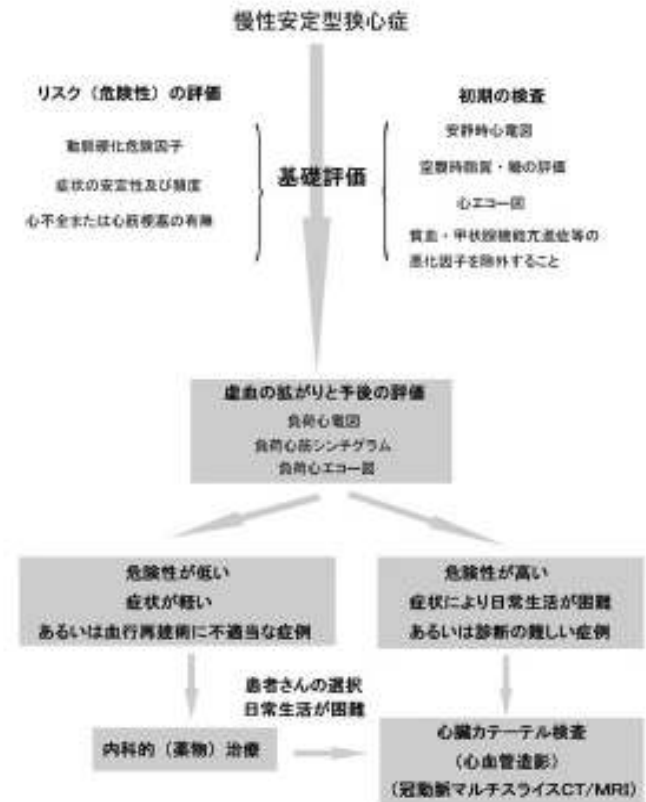 慢性安定型狭心症
リスク（危険性）の評価
動脈硬化危険因子
症状の安定性及び頻度
心不全または心筋梗塞の有無
基礎評価
初期の検査
安静時心電図
空腹時脂質・糖の評価
心エコー図
貧血・甲状腺機能亢進症等の
悪化因子を除外すること
虚血の拡がりと予後の評価
負荷心電図
負荷心筋シンチグラム
負荷心エコー図
危険性が低い
症状が軽い
あるいは血行再建術に不適当な症例
危険性が高い
症状により日常生活が困難
あるいは診断の難しい症例
患者さんの選択
日常生活が困難
内科的（薬物）治療
心臓カテーテル検査
（心血管造影）
（冠動脈マルチスライスCT/MRI）